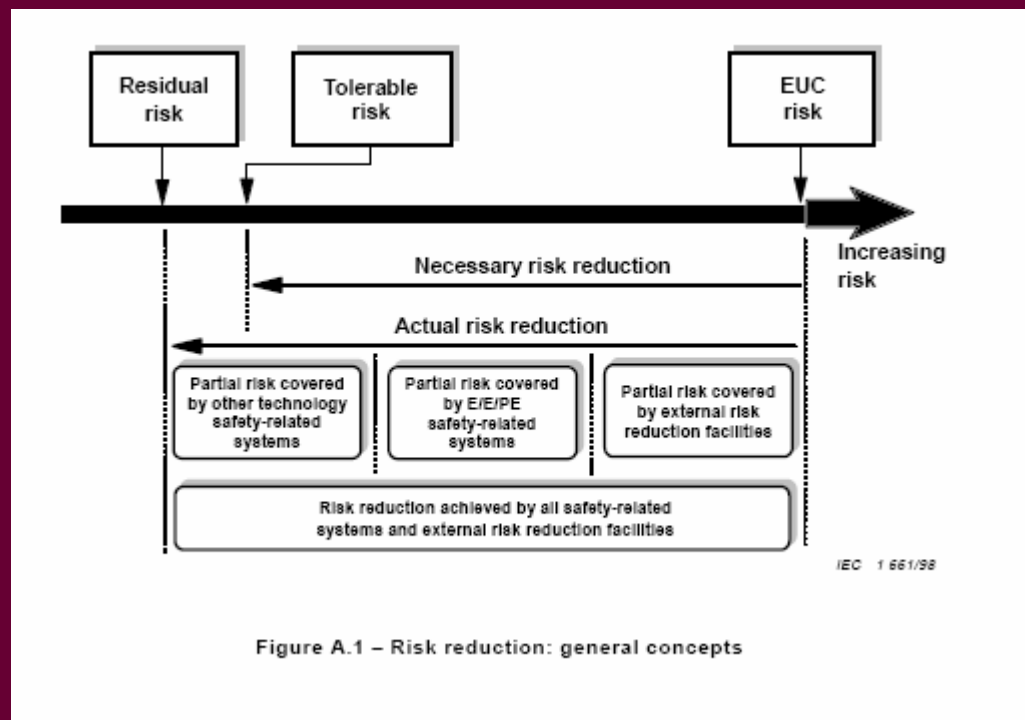 Residual
risk
Tolerable
risk
EUC
risk
Increasing
risk
Necessary risk reduction
Actual risk reduction
Partial risk covered
by other technology
safety-related
systems
Partial risk covered
by E/E/PE
safety-related
systems
Partial risk covered
by external risk
reduction facilities
Risk reduction achieved by all safety-related
systems and external risk reduction facilities
IEC 1 661/98
Figure A.1 – Risk reduction: general concepts